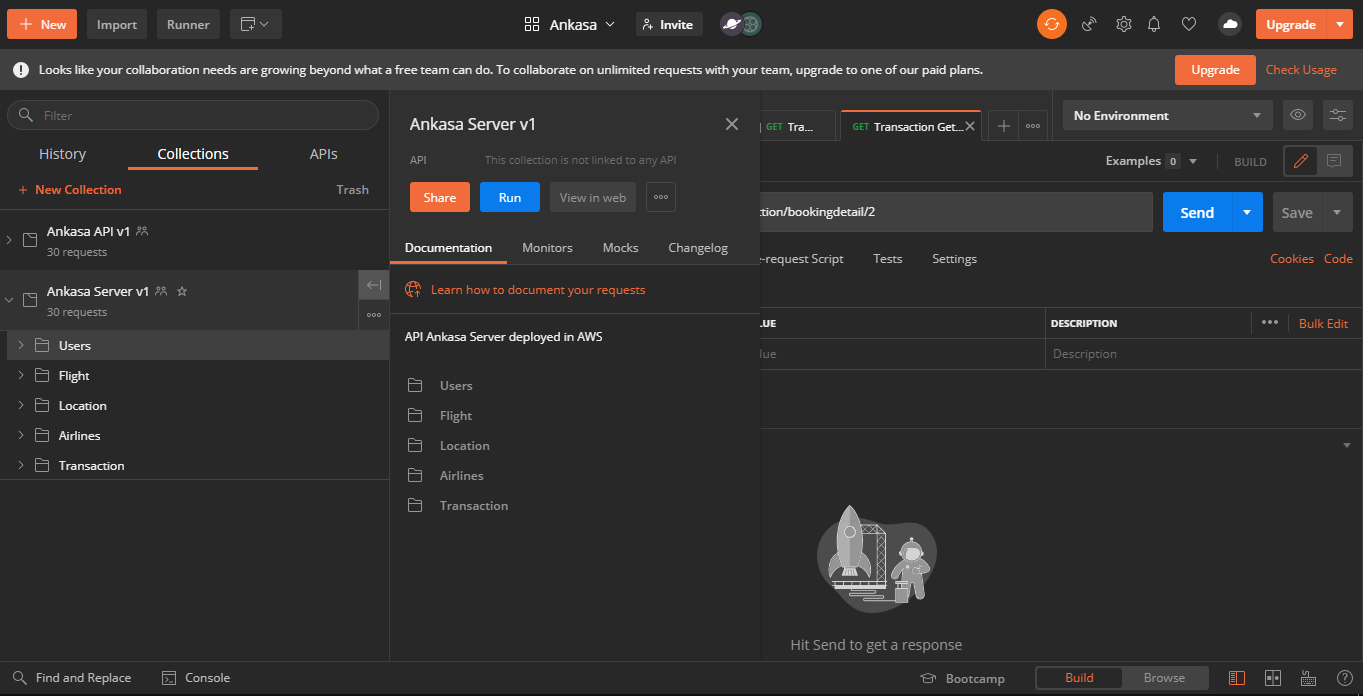 New
Import
Runner
Ankasa
Invite
Upgrade
Looks like your collaboration needs are growing beyond what a free team can do. To collaborate on unlimited requests with your team, upgrade to one of our paid plans.
Upgrade
Check Usage
Filter
History
Collections
APIs
New Collection
Trash
Ankasa API v1
30 requests
Ankasa Server v1
30 requests
Users
Flight
Location
Airlines
Transaction
Ankasa Server v1
API
This collection is not linked to any API
Share
Run
View in web
Documentation
Monitors
Mocks
Changelog
Learn how to document your requests
API Ankasa Server deployed in AWS
Users
Flight
Location
Airlines
Transaction
GET Tra...
GET Transaction Get...
No Environment
Examples 0
BUILD
ction/bookingdetail/2
Send
Save
e-request Script
Tests
Settings
Cookies
Code
LUE
DESCRIPTION
Bulk Edit
lue
Description
Hit Send to get a response
Find and Replace
Console
Bootcamp
Build
Browse